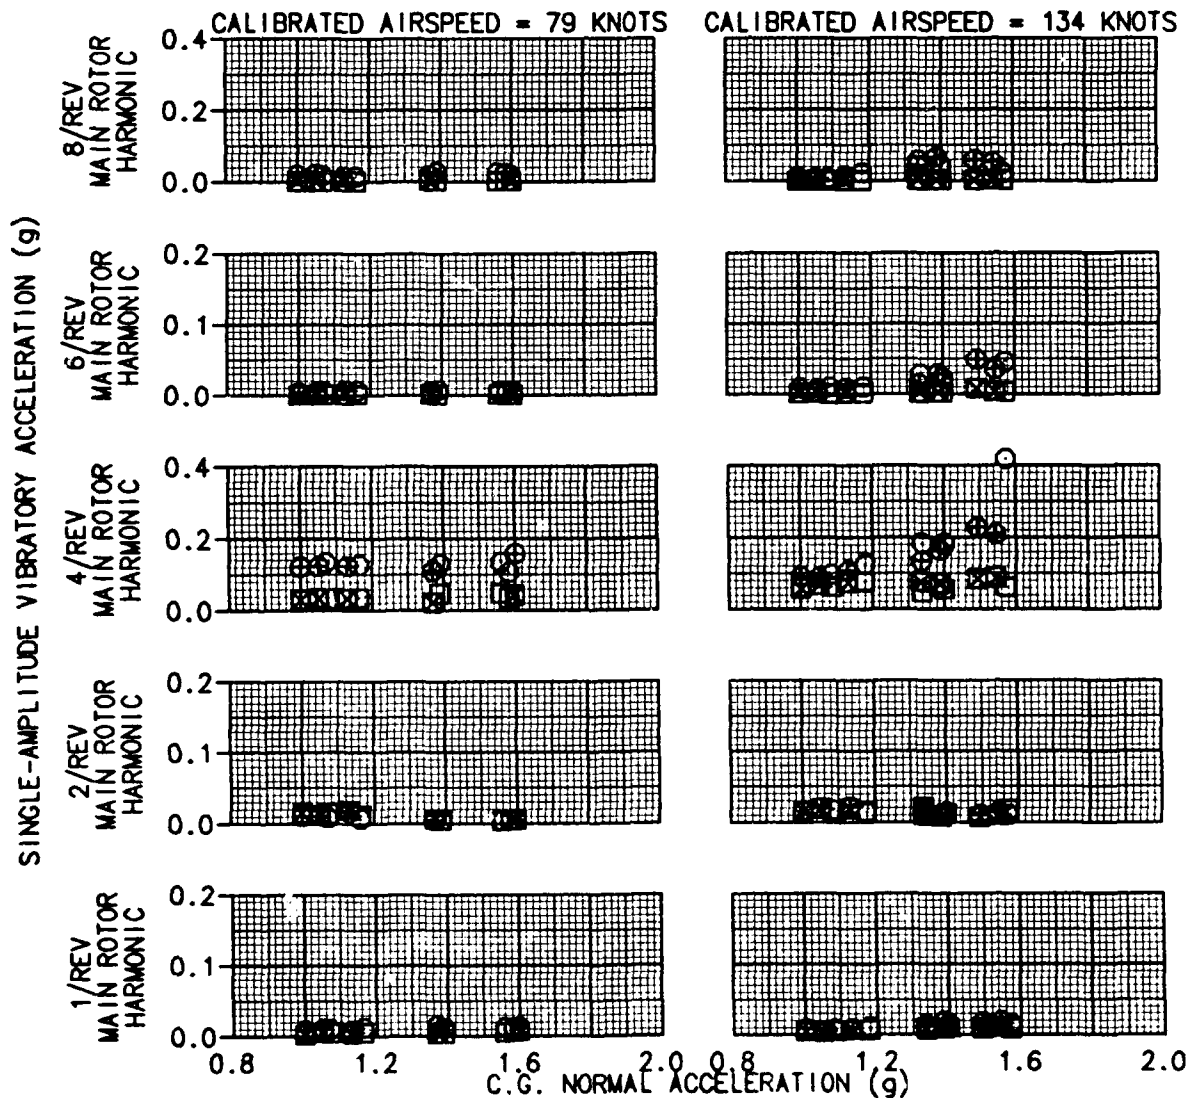 CALIBRATED AIRSPEED = 79 KNOTS
CALIBRATED AIRSPEED = 134 KNOTS
SINGLE-AMPLITUDE VIBRATORY ACCELERATION (g)
8/REV
MAIN ROTOR
HARMONIC
0.4
0.2
0.0
6/REV
MAIN ROTOR
HARMONIC
0.2
0.1
0.0
4/REV
MAIN ROTOR
HARMONIC
0.4
0.2
0.0
2/REV
MAIN ROTOR
HARMONIC
0.2
0.1
0.0
1/REV
MAIN ROTOR
HARMONIC
0.2
0.1
0.0
0.8 1.2 1.6 2.0 0.8 1.2 1.6 2.0
C.G. NORMAL ACCELERATION (g)